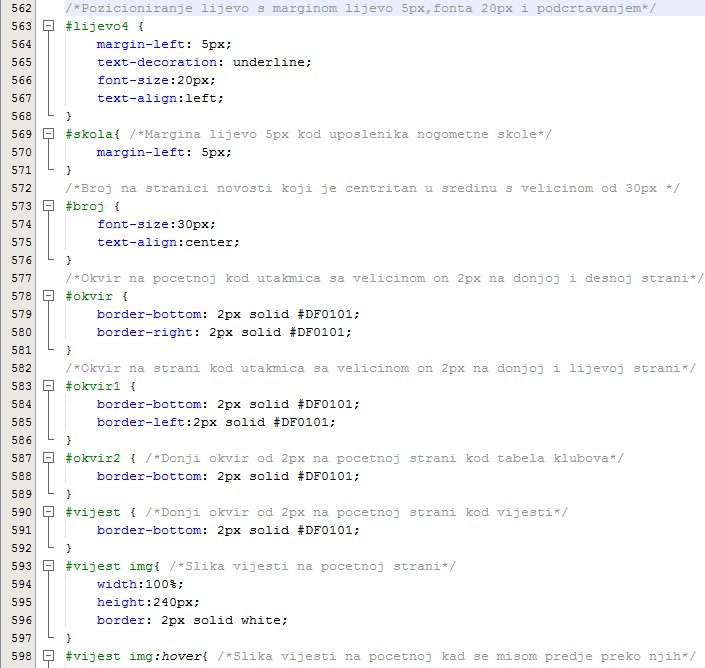 562 /*Pozicioniranje lijevo s marginom lijevo 5px,fonta 20px i podcrtavanjem*/
563 #lijevo4 {
564 margin-left: 5px;
565 text-decoration: underline;
566 font-size:20px;
567 text-align:left;
568 }
569 #skola{ /*Margina lijevo 5px kod uposlenika nogometne skole*/
570 margin-left: 5px;
571 }
572 /*Broj na stranici novosti koji je centritan u sredinu s velicinom od 30px */
573 #broj {
574 font-size:30px;
575 text-align:center;
576 }
577 /*Okvir na pocetnoj kod utakmica sa velicinom on 2px na donjoj i desnoj strani*/
578 #okvir {
579 border-bottom: 2px solid #DF0101;
580 border-right: 2px solid #DF0101;
581 }
582 /*Okvir na strani kod utakmica sa velicinom on 2px na donjoj i lijevoj strani*/
583 #okvir1 {
584 border-bottom: 2px solid #DF0101;
585 border-left:2px solid #DF0101;
586 }
587 #okvir2 { /*Donji okvir od 2px na pocetnoj strani kod tabela klubova*/
588 border-bottom: 2px solid #DF0101;
589 }
590 #vijest { /*Donji okvir od 2px na pocetnoj strani kod vijesti*/
591 border-bottom: 2px solid #DF0101;
592 }
593 #vijest img{ /*Slika vijesti na pocetnoj strani*/
594 width:100%;
595 height:240px;
596 border: 2px solid white;
597 }
598 #vijest img:hover{ /*Slika vijesti na pocetnoj kad se misom predje preko njih*/